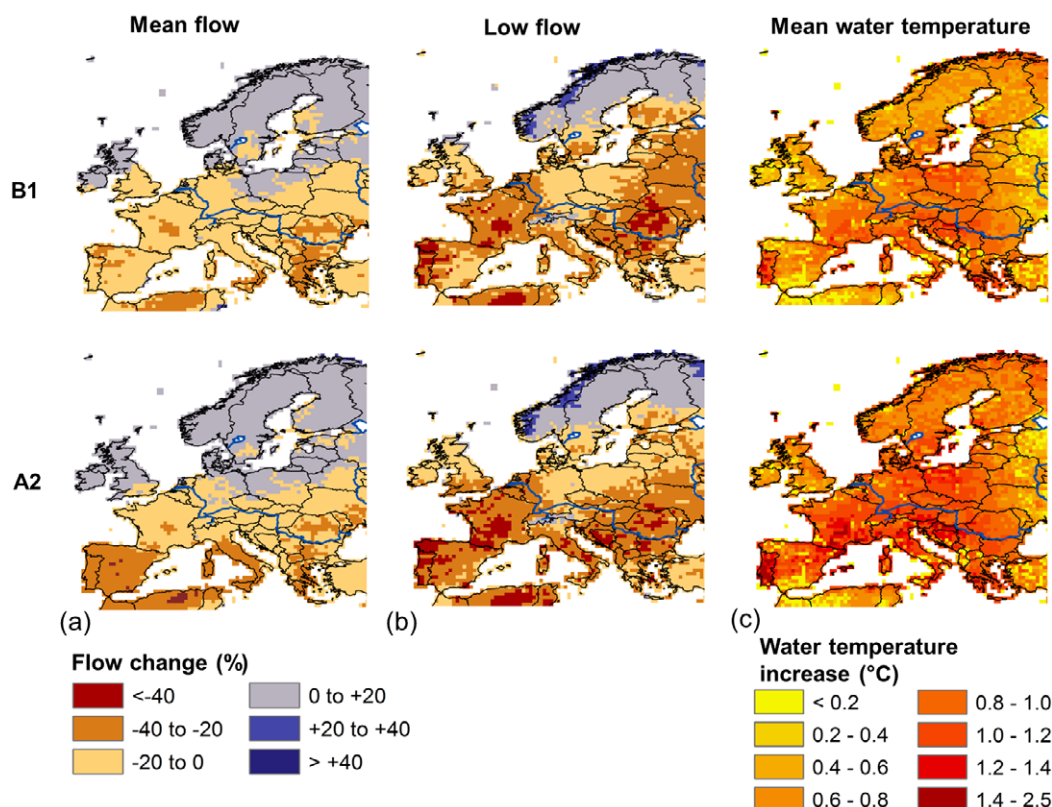 Mean flow
Low flow
Mean water temperature
B1
A2
(a)
(b)
(c)
Flow change (%)
<-40
-40 to -20
-20 to 0
0 to +20
+20 to +40
> +40
Water temperature
increase (°C)
< 0.2
0.2 - 0.4
0.4 - 0.6
0.6 - 0.8
0.8 - 1.0
1.0 - 1.2
1.2 - 1.4
1.4 - 2.5